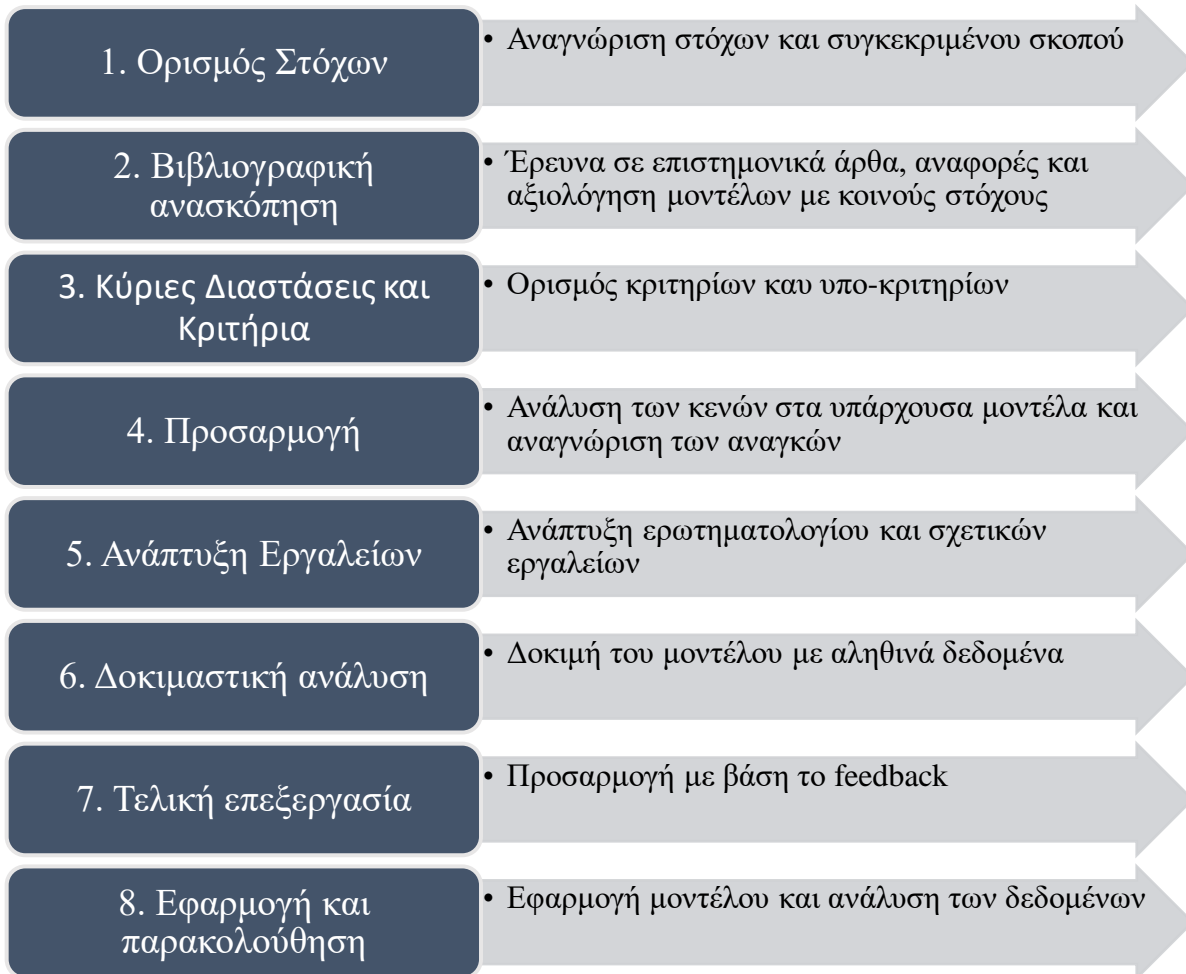 1. Ορισμός Στόχων
• Αναγνώριση στόχων και συγκεκριμένου σκοπού
2. Βιβλιογραφική
ανασκόπηση
• Έρευνα σε επιστημονικά άρθα, αναφορές και
αξιολόγηση μοντέλων με κοινούς στόχους
3. Κύριες Διαστάσεις και
Κριτήρια
• Ορισμός κριτηρίων καυ υπο-κριτηρίων
4. Προσαρμογή
• Ανάλυση των κενών στα υπάρχουσα μοντέλα και
αναγνώριση των αναγκών
5. Ανάπτυξη Εργαλείων
• Ανάπτυξη ερωτηματολογίου και σχετικών
εργαλείων
6. Δοκιμαστική ανάλυση
• Δοκιμή του μοντέλου με αληθινά δεδομένα
7. Τελική επεξεργασία
• Προσαρμογή με βάση το feedback
8. Εφαρμογή και
παρακολούθηση
• Εφαρμογή μοντέλου και ανάλυση των δεδομένων